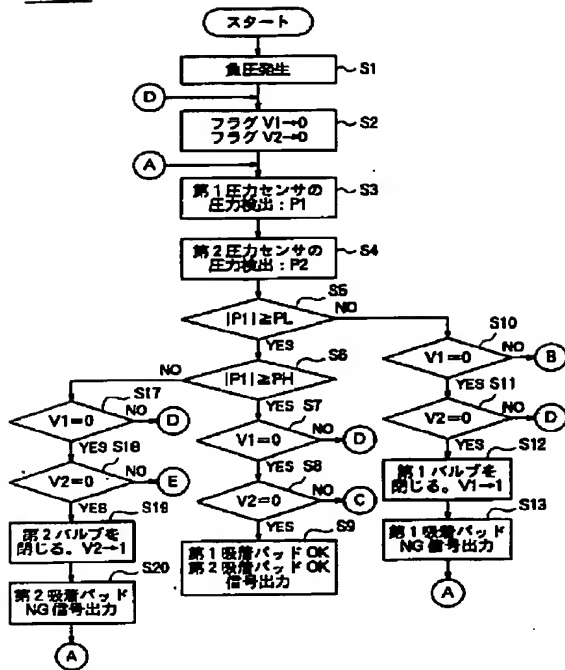 スタート
負圧発生
S1
D
フラグ V1→0
フラグ V2→0
S2
A
第1圧力センサの
圧力検出：P1
S3
第2圧力センサの
圧力検出：P2
S4
|P1|≧PL
S5
NO
YES
|P1|≧PH
S6
NO
YES
V1=0
S10
NO
B
YES
V2=0
S11
NO
D
YES
第1バルブを
閉じる。V1→1
S12
第1吸着パッド
NG信号出力
S13
A
V1=0
S7
NO
D
YES
V2=0
S8
NO
C
YES
第1吸着パッドOK
第2吸着パッドOK
信号出力
S9
V1=0
S17
NO
D
YES
V2=0
S18
NO
E
YES
第2バルブを
閉じる。V2→1
S19
第2吸着パッド
NG信号出力
S20
A